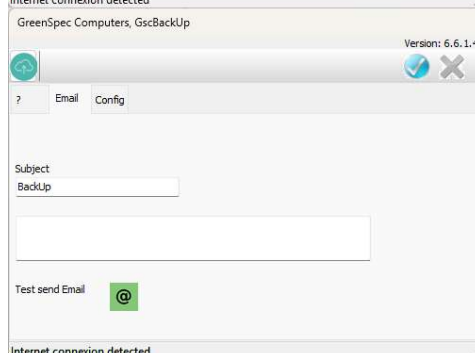 Internet connexion detected
GreenSpec Computers, GscBackUp
Version: 6.6.1.4
? Email Config
Subject
BackUp
Test send Email @
Internet connexion detected